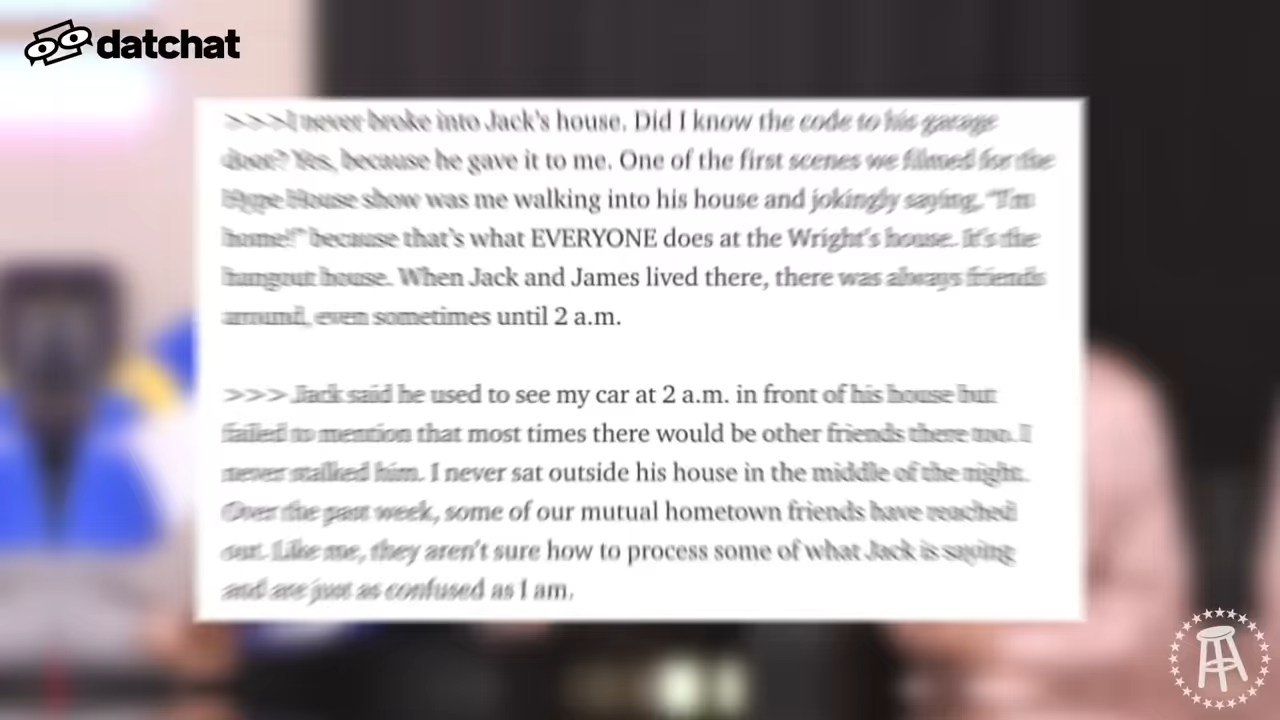 datchat
>>>I never broke into Jack's house. Did I know the code to his garage
door? Yes, because he gave it to me. One of the first scenes we filmed for the
Hype House show was me walking into his house and jokingly saying, "I'm
home!" because that's what EVERYONE does at the Wright's house. It's the
hangout house. When Jack and James lived there, there was always friends
around, even sometimes until 2 a.m.
>>> Jack said he used to see my car at 2 a.m. in front of his house but
failed to mention that most times there would be other friends there too. I
never stalked him. I never sat outside his house in the middle of the night.
Over the past week, some of our mutual hometown friends have reached
out. Like me, they aren't sure how to process some of what Jack is saying
and are just as confused as I am.